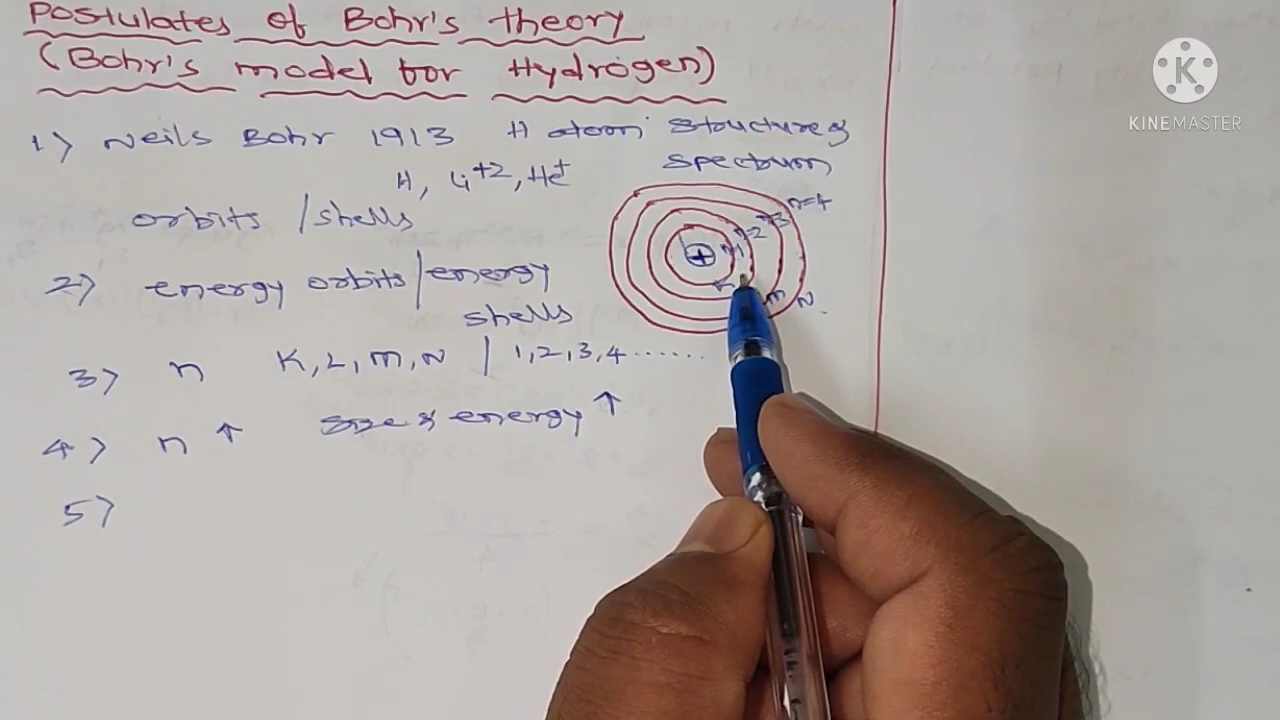 Postulates of Bohr's theory
(Bohr's model for Hydrogen)
1) Neils Bohr 1913 H atom structure &
spectrum
H, Li+2, He+
orbits / shells
2) energy orbits / energy
shells
3) n K, L, M, N | 1, 2, 3, 4 .......
4) n ↑ size & energy ↑
5)
+
n=1
n=2
n=3
n=4
K
M
N
KINEMASTER